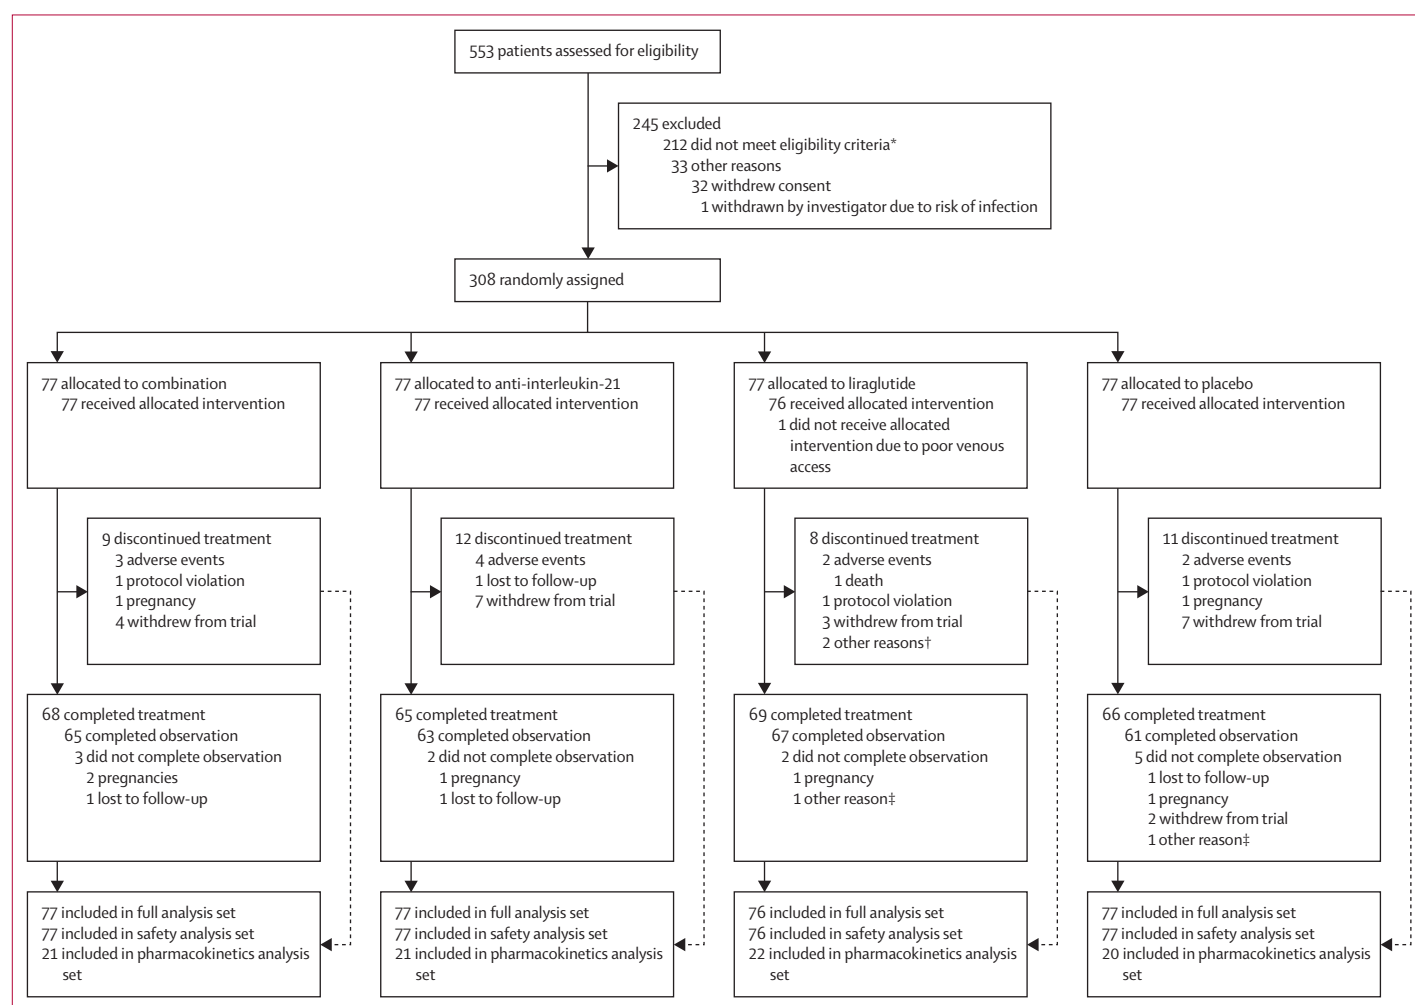 553 patients assessed for eligibility
245 excluded
212 did not meet eligibility criteria*
33 other reasons
32 withdrew consent
1 withdrawn by investigator due to risk of infection
308 randomly assigned
77 allocated to combination
77 received allocated intervention
77 allocated to anti-interleukin-21
77 received allocated intervention
77 allocated to liraglutide
76 received allocated intervention
1 did not receive allocated
intervention due to poor venous
access
77 allocated to placebo
77 received allocated intervention
9 discontinued treatment
3 adverse events
1 protocol violation
1 pregnancy
4 withdrew from trial
12 discontinued treatment
4 adverse events
1 lost to follow-up
7 withdrew from trial
8 discontinued treatment
2 adverse events
1 death
1 protocol violation
3 withdrew from trial
2 other reasons†
11 discontinued treatment
2 adverse events
1 protocol violation
1 pregnancy
7 withdrew from trial
68 completed treatment
65 completed observation
3 did not complete observation
2 pregnancies
1 lost to follow-up
65 completed treatment
63 completed observation
2 did not complete observation
1 pregnancy
1 lost to follow-up
69 completed treatment
67 completed observation
2 did not complete observation
1 pregnancy
1 other reason‡
66 completed treatment
61 completed observation
5 did not complete observation
1 lost to follow-up
1 pregnancy
2 withdrew from trial
1 other reason‡
77 included in full analysis set
77 included in safety analysis set
21 included in pharmacokinetics analysis
set
77 included in full analysis set
77 included in safety analysis set
21 included in pharmacokinetics analysis
set
76 included in full analysis set
76 included in safety analysis set
22 included in pharmacokinetics analysis
set
77 included in full analysis set
77 included in safety analysis set
20 included in pharmacokinetics analysis
set